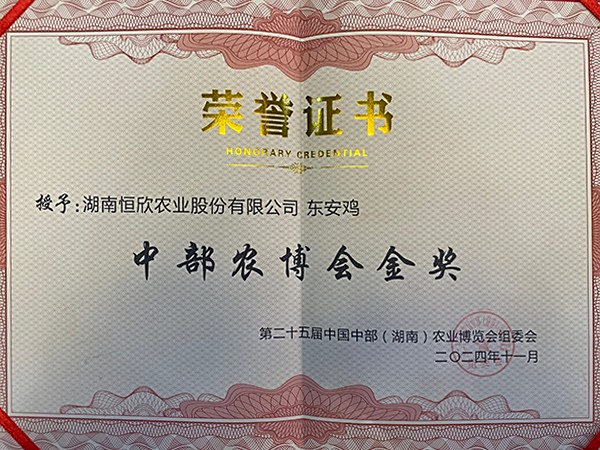 荣誉证书
HONORARY CREDENTIAL
授予:湖南恒欣农业股份有限公司 东安鸡
中部农博会金奖
第二十五届中国中部(湖南)农业博览会组委会
二〇二四年十一月